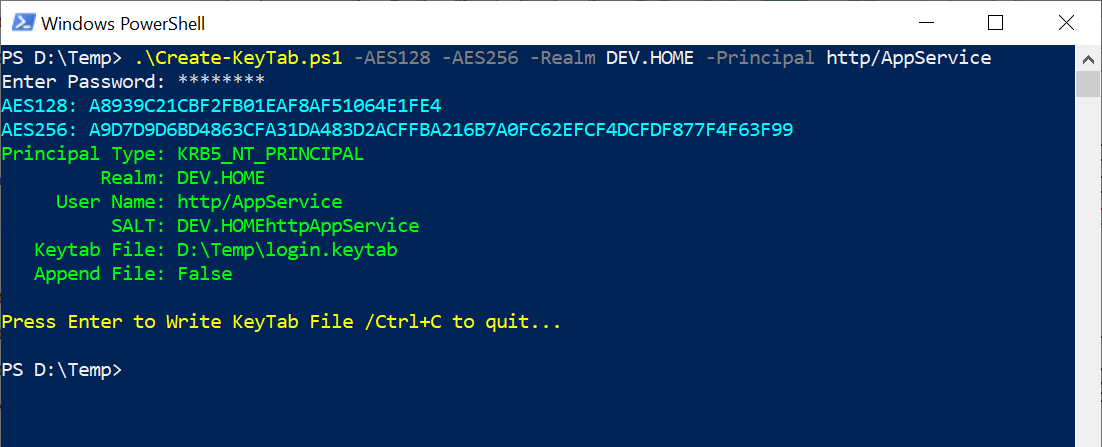 Windows PowerShell
PS D:\Temp> .\Create-KeyTab.ps1 -AES128 -AES256 -Realm DEV.HOME -Principal http/AppService
Enter Password: ********
AES128: A8939C21CBF2FB01EAF8AF51064E1FE4
AES256: A9D7D9D6BD4863CFA31DA483D2ACFFBA216B7A0FC62EFCF4DCFDF877F4F63F99
Principal Type: KRB5_NT_PRINCIPAL
Realm: DEV.HOME
User Name: http/AppService
SALT: DEV.HOMEhttpAppService
Keytab File: D:\Temp\login.keytab
Append File: False
Press Enter to Write KeyTab File /Ctrl+C to quit...
PS D:\Temp>